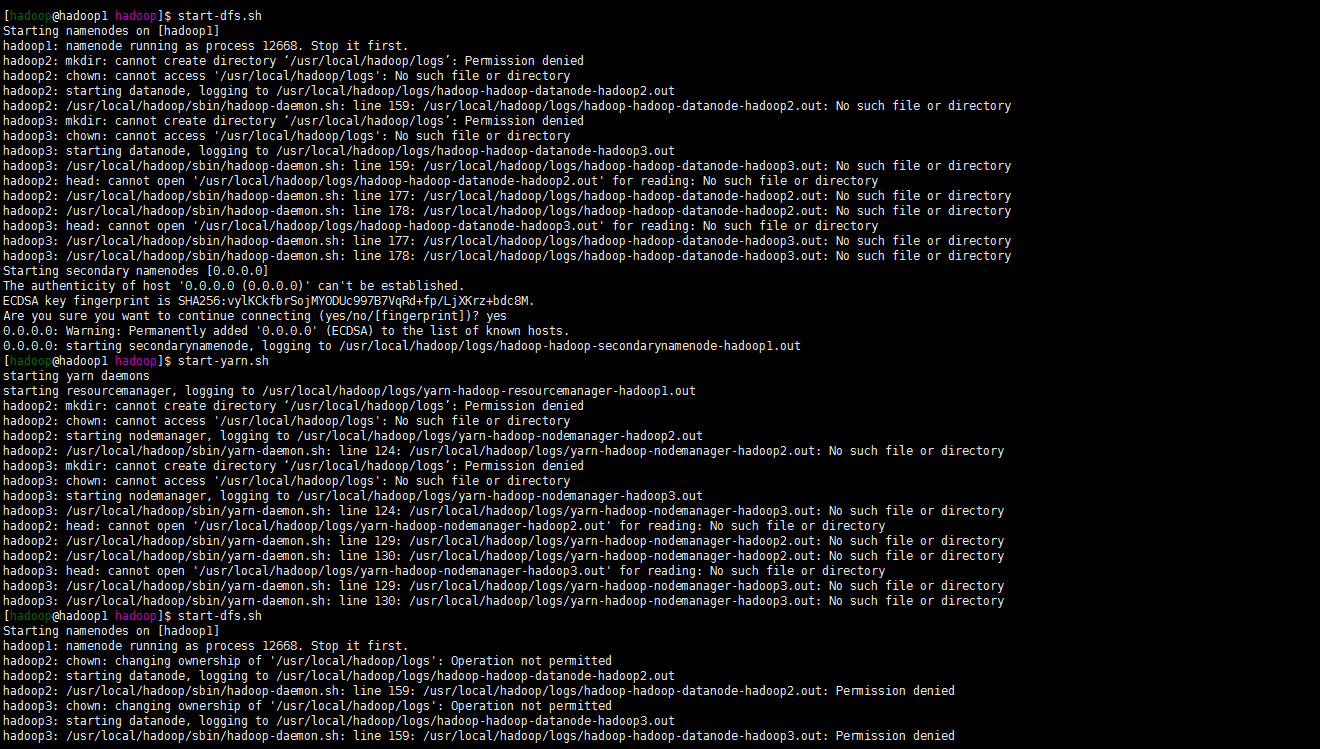 [hadoop@hadoop1 hadoop]$ start-dfs.sh
Starting namenodes on [hadoop1]
hadoop1: namenode running as process 12668. Stop it first.
hadoop2: mkdir: cannot create directory ‘/usr/local/hadoop/logs’: Permission denied
hadoop2: chown: cannot access '/usr/local/hadoop/logs': No such file or directory
hadoop2: starting datanode, logging to /usr/local/hadoop/logs/hadoop-hadoop-datanode-hadoop2.out
hadoop2: /usr/local/hadoop/sbin/hadoop-daemon.sh: line 159: /usr/local/hadoop/logs/hadoop-hadoop-datanode-hadoop2.out: No such file or directory
hadoop3: mkdir: cannot create directory ‘/usr/local/hadoop/logs’: Permission denied
hadoop3: chown: cannot access '/usr/local/hadoop/logs': No such file or directory
hadoop3: starting datanode, logging to /usr/local/hadoop/logs/hadoop-hadoop-datanode-hadoop3.out
hadoop3: /usr/local/hadoop/sbin/hadoop-daemon.sh: line 159: /usr/local/hadoop/logs/hadoop-hadoop-datanode-hadoop3.out: No such file or directory
hadoop2: head: cannot open '/usr/local/hadoop/logs/hadoop-hadoop-datanode-hadoop2.out' for reading: No such file or directory
hadoop2: /usr/local/hadoop/sbin/hadoop-daemon.sh: line 177: /usr/local/hadoop/logs/hadoop-hadoop-datanode-hadoop2.out: No such file or directory
hadoop2: /usr/local/hadoop/sbin/hadoop-daemon.sh: line 178: /usr/local/hadoop/logs/hadoop-hadoop-datanode-hadoop2.out: No such file or directory
hadoop3: head: cannot open '/usr/local/hadoop/logs/hadoop-hadoop-datanode-hadoop3.out' for reading: No such file or directory
hadoop3: /usr/local/hadoop/sbin/hadoop-daemon.sh: line 177: /usr/local/hadoop/logs/hadoop-hadoop-datanode-hadoop3.out: No such file or directory
hadoop3: /usr/local/hadoop/sbin/hadoop-daemon.sh: line 178: /usr/local/hadoop/logs/hadoop-hadoop-datanode-hadoop3.out: No such file or directory
Starting secondary namenodes [0.0.0.0]
The authenticity of host '0.0.0.0 (0.0.0.0)' can't be established.
ECDSA key fingerprint is SHA256:vylKCkfbrSojMYODUc997B7VqRd+fp/LjXKrz+bdc8M.
Are you sure you want to continue connecting (yes/no/[fingerprint])? yes
0.0.0.0: Warning: Permanently added '0.0.0.0' (ECDSA) to the list of known hosts.
0.0.0.0: starting secondarynamenode, logging to /usr/local/hadoop/logs/hadoop-hadoop-secondarynamenode-hadoop1.out
[hadoop@hadoop1 hadoop]$ start-yarn.sh
starting yarn daemons
starting resourcemanager, logging to /usr/local/hadoop/logs/yarn-hadoop-resourcemanager-hadoop1.out
hadoop2: mkdir: cannot create directory ‘/usr/local/hadoop/logs’: Permission denied
hadoop2: chown: cannot access '/usr/local/hadoop/logs': No such file or directory
hadoop2: starting nodemanager, logging to /usr/local/hadoop/logs/yarn-hadoop-nodemanager-hadoop2.out
hadoop2: /usr/local/hadoop/sbin/yarn-daemon.sh: line 124: /usr/local/hadoop/logs/yarn-hadoop-nodemanager-hadoop2.out: No such file or directory
hadoop3: mkdir: cannot create directory ‘/usr/local/hadoop/logs’: Permission denied
hadoop3: chown: cannot access '/usr/local/hadoop/logs': No such file or directory
hadoop3: starting nodemanager, logging to /usr/local/hadoop/logs/yarn-hadoop-nodemanager-hadoop3.out
hadoop3: /usr/local/hadoop/sbin/yarn-daemon.sh: line 124: /usr/local/hadoop/logs/yarn-hadoop-nodemanager-hadoop3.out: No such file or directory
hadoop2: head: cannot open '/usr/local/hadoop/logs/yarn-hadoop-nodemanager-hadoop2.out' for reading: No such file or directory
hadoop2: /usr/local/hadoop/sbin/yarn-daemon.sh: line 129: /usr/local/hadoop/logs/yarn-hadoop-nodemanager-hadoop2.out: No such file or directory
hadoop2: /usr/local/hadoop/sbin/yarn-daemon.sh: line 130: /usr/local/hadoop/logs/yarn-hadoop-nodemanager-hadoop2.out: No such file or directory
hadoop3: head: cannot open '/usr/local/hadoop/logs/yarn-hadoop-nodemanager-hadoop3.out' for reading: No such file or directory
hadoop3: /usr/local/hadoop/sbin/yarn-daemon.sh: line 129: /usr/local/hadoop/logs/yarn-hadoop-nodemanager-hadoop3.out: No such file or directory
hadoop3: /usr/local/hadoop/sbin/yarn-daemon.sh: line 130: /usr/local/hadoop/logs/yarn-hadoop-nodemanager-hadoop3.out: No such file or directory
[hadoop@hadoop1 hadoop]$ start-dfs.sh
Starting namenodes on [hadoop1]
hadoop1: namenode running as process 12668. Stop it first.
hadoop2: chown: changing ownership of '/usr/local/hadoop/logs': Operation not permitted
hadoop2: starting datanode, logging to /usr/local/hadoop/logs/hadoop-hadoop-datanode-hadoop2.out
hadoop2: /usr/local/hadoop/sbin/hadoop-daemon.sh: line 159: /usr/local/hadoop/logs/hadoop-hadoop-datanode-hadoop2.out: Permission denied
hadoop3: chown: changing ownership of '/usr/local/hadoop/logs': Operation not permitted
hadoop3: starting datanode, logging to /usr/local/hadoop/logs/hadoop-hadoop-datanode-hadoop3.out
hadoop3: /usr/local/hadoop/sbin/hadoop-daemon.sh: line 159: /usr/local/hadoop/logs/hadoop-hadoop-datanode-hadoop3.out: Permission denied